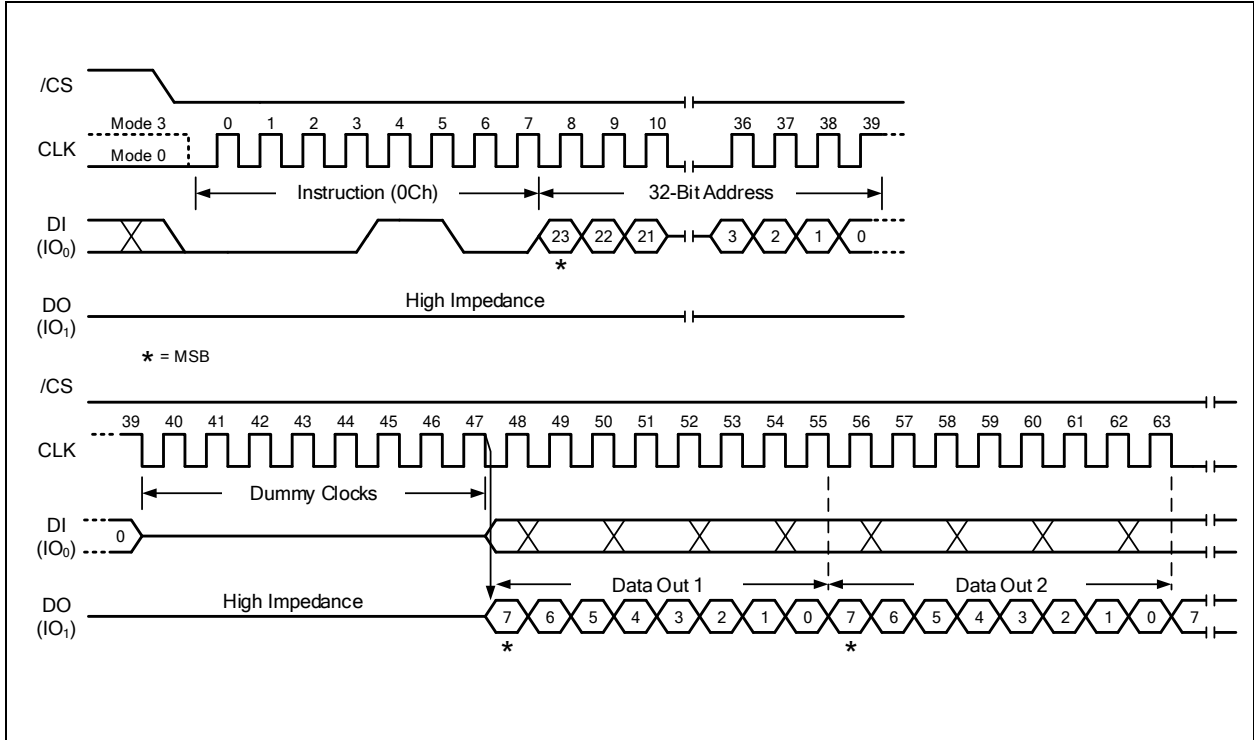 /CS
Mode 3
0 1 2 3 4 5 6 7 8 9 10 36 37 38 39
CLK
Mode 0
Instruction (0Ch)
32-Bit Address
DI
(IO₀)
23 22 21 3 2 1 0
*
High Impedance
DO
(IO₁)
* = MSB
/CS
39 40 41 42 43 44 45 46 47 48 49 50 51 52 53 54 55 56 57 58 59 60 61 62 63
CLK
Dummy Clocks
DI
(IO₀)
0
Data Out 1
Data Out 2
High Impedance
DO
(IO₁)
7 6 5 4 3 2 1 0 7 6 5 4 3 2 1 0 7
* *